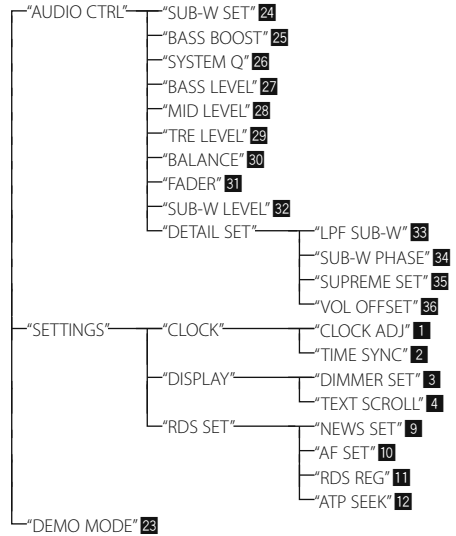 “AUDIO CTRL” “SUB-W SET” 24
“BASS BOOST” 25
“SYSTEM Q” 26
“BASS LEVEL” 27
“MID LEVEL” 28
“TRE LEVEL” 29
“BALANCE” 30
“FADER” 31
“SUB-W LEVEL” 32
“DETAIL SET” “LPF SUB-W” 33
“SUB-W PHASE” 34
“SUPREME SET” 35
“VOL OFFSET” 36
“SETTINGS” “CLOCK” “CLOCK ADJ” 1
“TIME SYNC” 2
“DISPLAY” “DIMMER SET” 3
“TEXT SCROLL” 4
“RDS SET” “NEWS SET” 9
“AF SET” 10
“RDS REG” 11
“ATP SEEK” 12
“DEMO MODE” 23